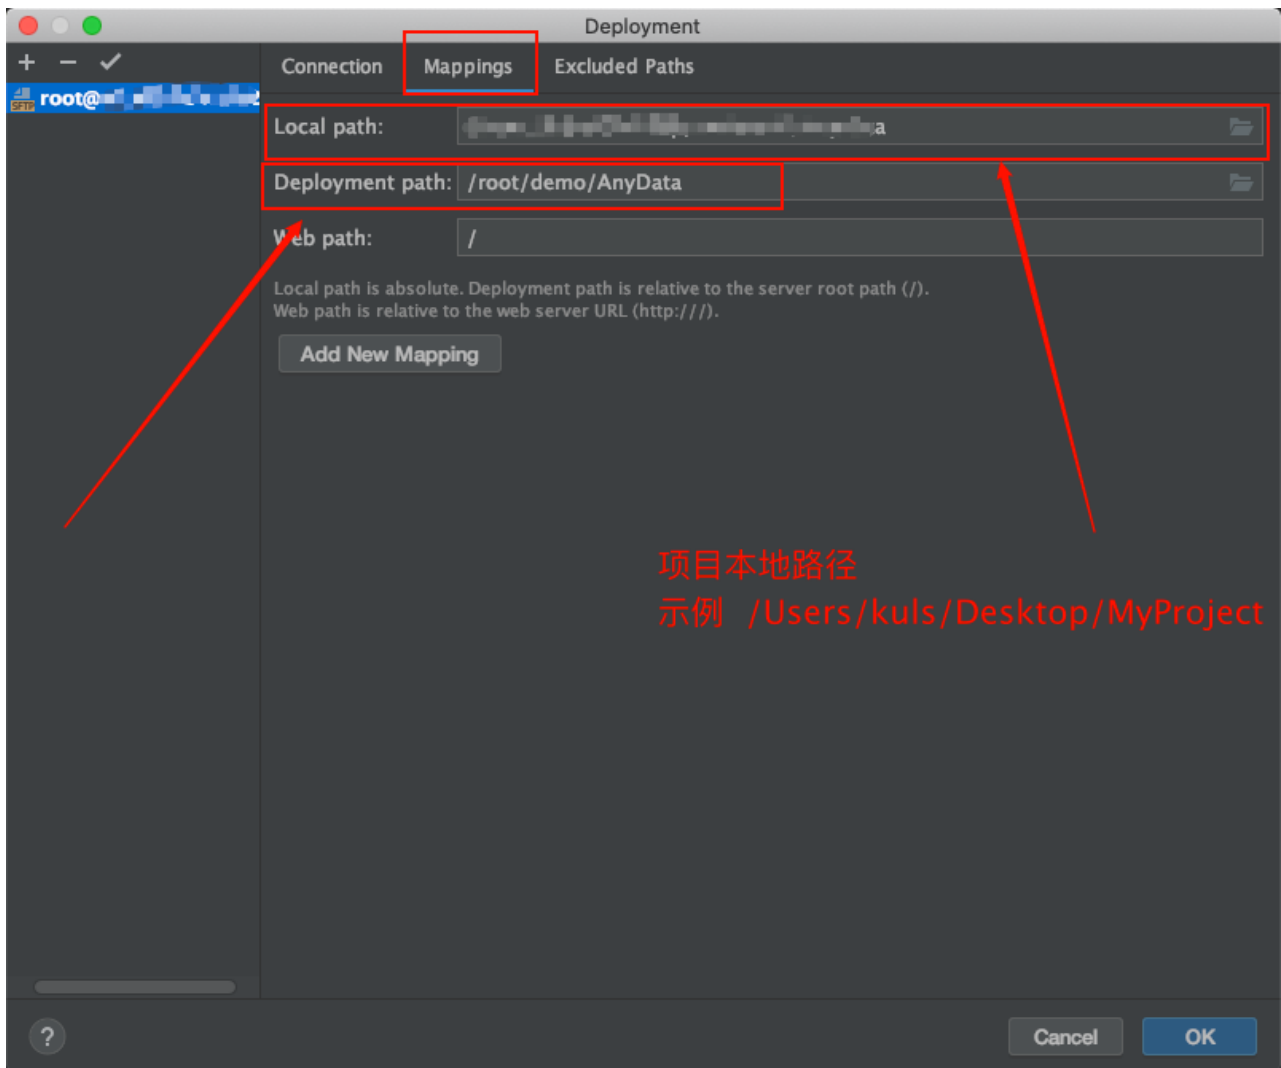 Deployment
Connection Mappings Excluded Paths
SFTP root@
Local path:
Deployment path: /root/demo/AnyData
Web path: /
Local path is absolute. Deployment path is relative to the server root path (/).
Web path is relative to the web server URL (http:///).
Add New Mapping
项目本地路径
示例 /Users/kuls/Desktop/MyProject
? Cancel OK